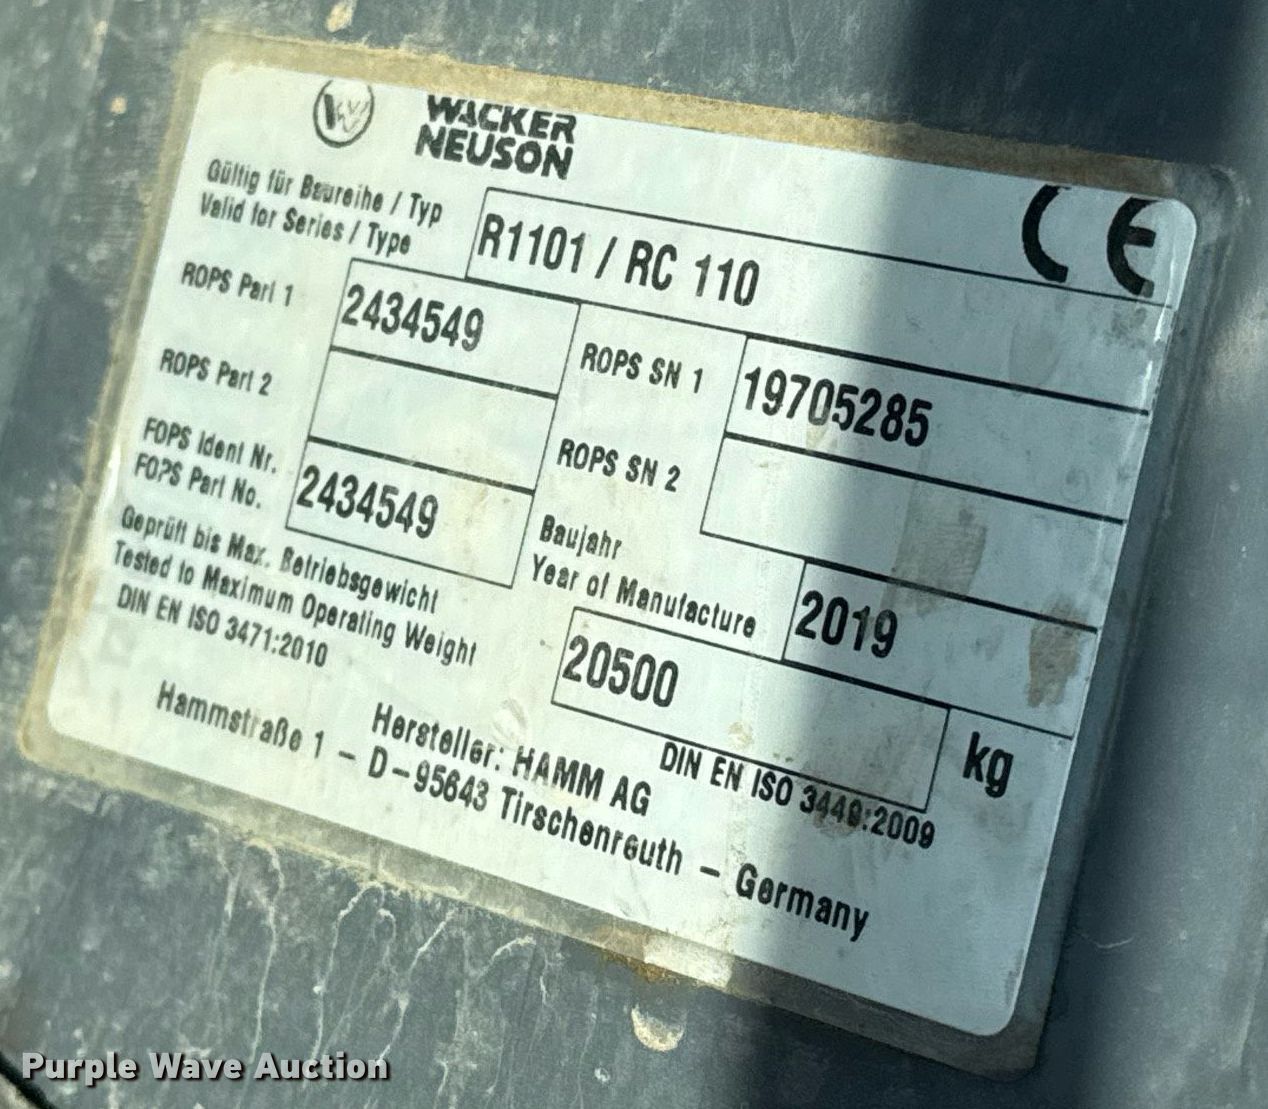 W
WACKER
NEUSON
CE
Gültig für Baureihe / Typ
Valid for Series / Type
R1101 / RC 110
ROPS Part 1
2434549
ROPS SN 1
19705285
ROPS Part 2
ROPS SN 2
FOPS Ident Nr.
FOPS Part No.
2434549
Baujahr
Year of Manufacture
2019
Geprüft bis Max. Betriebsgewicht
Tested to Maximum Operating Weight
20500
kg
DIN EN ISO 3471:2010
DIN EN ISO 3449:2009
Hersteller: HAMM AG
Hammstraße 1 - D-95643 Tirschenreuth - Germany
Purple Wave Auction